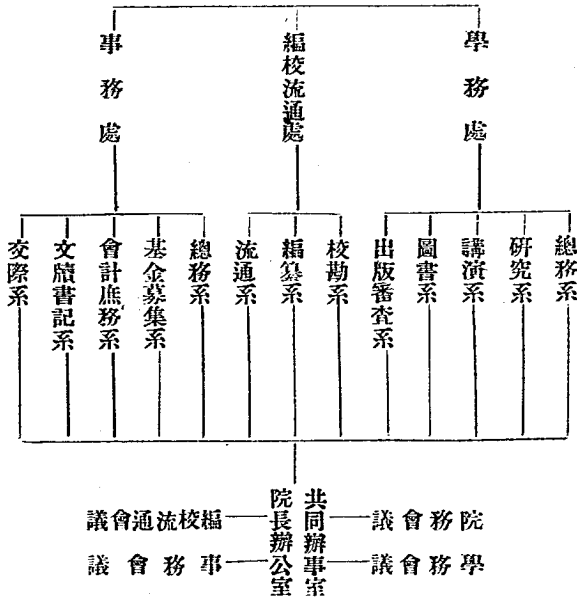 學務處
編校流通處
事務處
總務系
研究系
講演系
圖書系
出版審查系
校勘系
編纂系
流通系
總務系
基金募集系
會計庶務系
文牘書記系
交際系
共同辦事室
院長辦公室
院務會議
學務會議
編校流通會議
事務會議